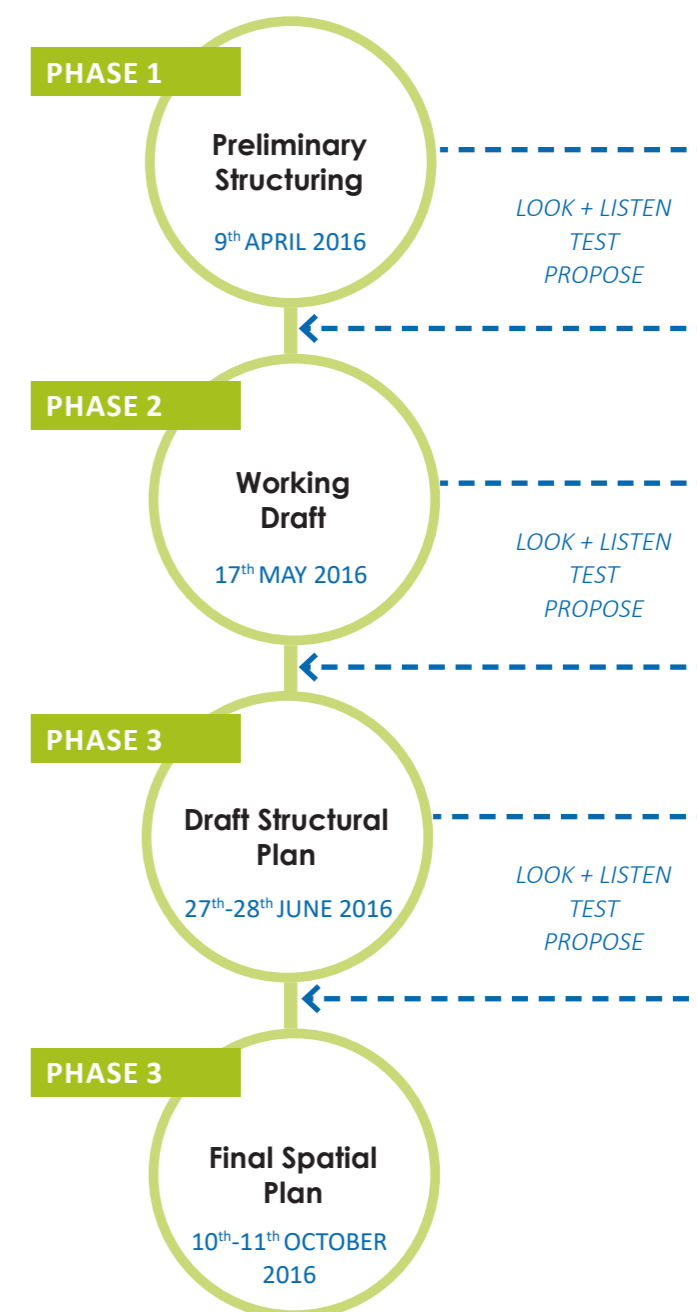 PHASE 1
Preliminary
Structuring
9th APRIL 2016
LOOK + LISTEN
TEST
PROPOSE
PHASE 2
Working
Draft
17th MAY 2016
LOOK + LISTEN
TEST
PROPOSE
PHASE 3
Draft Structural
Plan
27th-28th JUNE 2016
LOOK + LISTEN
TEST
PROPOSE
PHASE 3
Final Spatial
Plan
10th-11th OCTOBER
2016